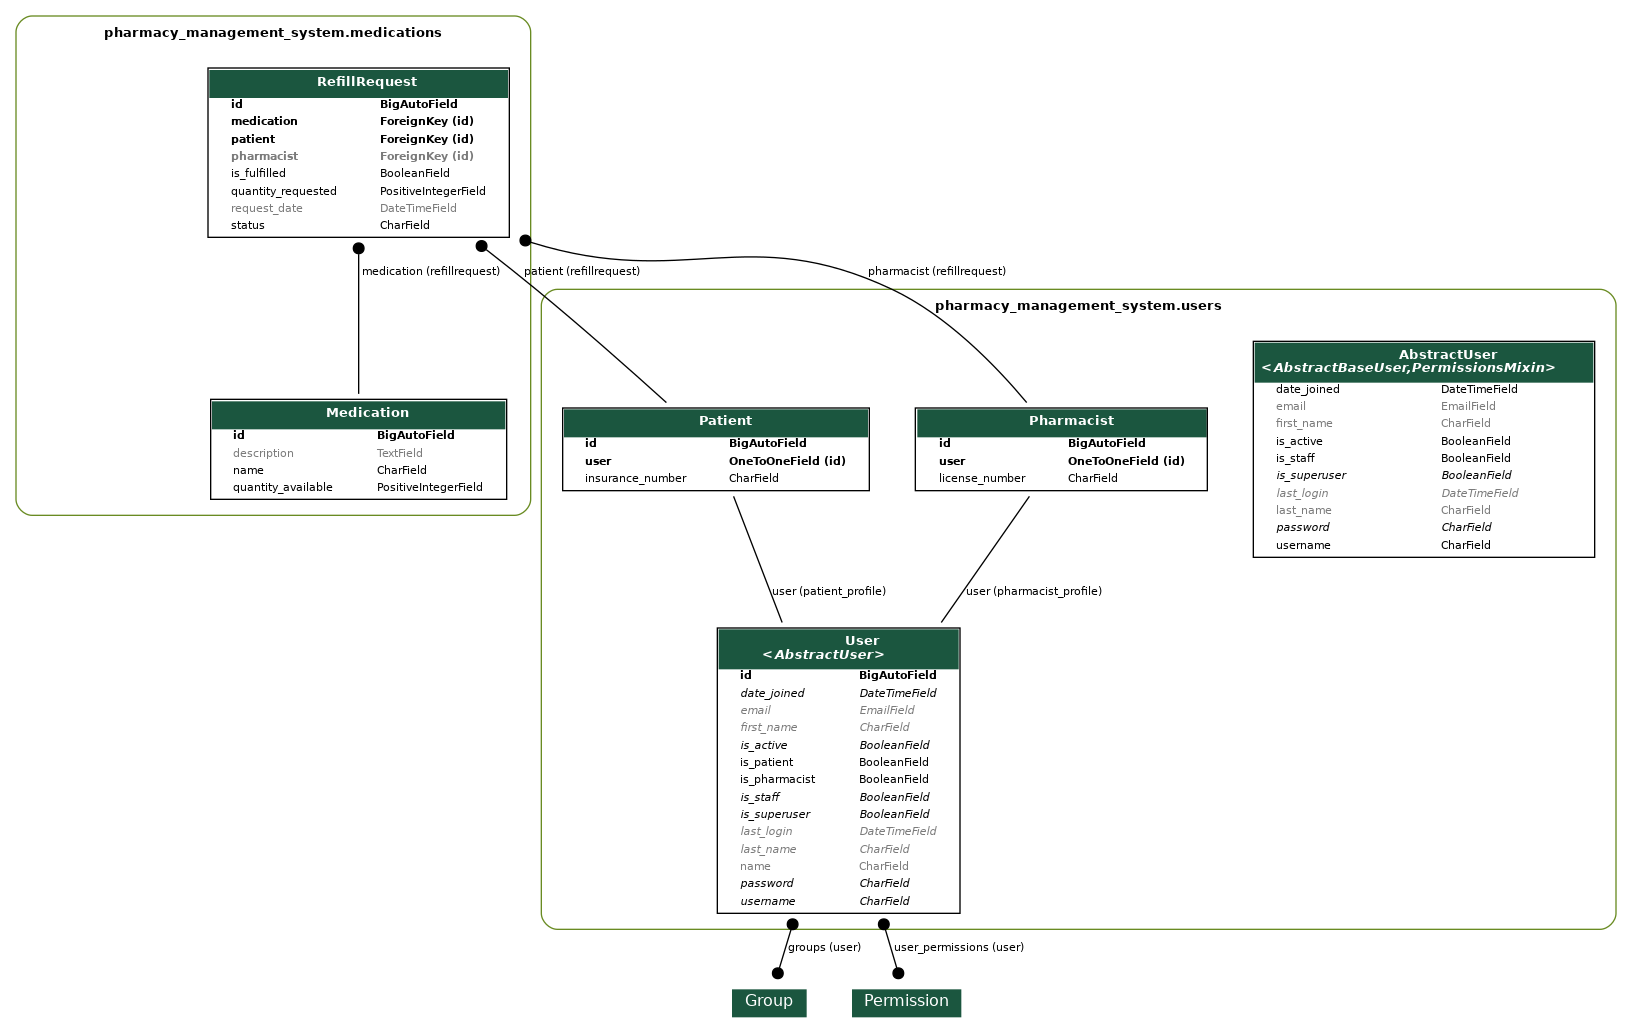 pharmacy_management_system.medications
RefillRequest
id BigAutoField
medication ForeignKey (id)
patient ForeignKey (id)
pharmacist ForeignKey (id)
is_fulfilled BooleanField
quantity_requested PositiveIntegerField
request_date DateTimeField
status CharField
medication (refillrequest) patient (refillrequest) pharmacist (refillrequest)
Medication
id BigAutoField
description TextField
name CharField
quantity_available PositiveIntegerField
pharmacy_management_system.users
Patient
id BigAutoField
user OneToOneField (id)
insurance_number CharField
Pharmacist
id BigAutoField
user OneToOneField (id)
license_number CharField
AbstractUser
<AbstractBaseUser,PermissionsMixin>
date_joined DateTimeField
email EmailField
first_name CharField
is_active BooleanField
is_staff BooleanField
is_superuser BooleanField
last_login DateTimeField
last_name CharField
password CharField
username CharField
user (patient_profile) user (pharmacist_profile)
User
<AbstractUser>
id BigAutoField
date_joined DateTimeField
email EmailField
first_name CharField
is_active BooleanField
is_patient BooleanField
is_pharmacist BooleanField
is_staff BooleanField
is_superuser BooleanField
last_login DateTimeField
last_name CharField
name CharField
password CharField
username CharField
groups (user) user_permissions (user)
Group Permission